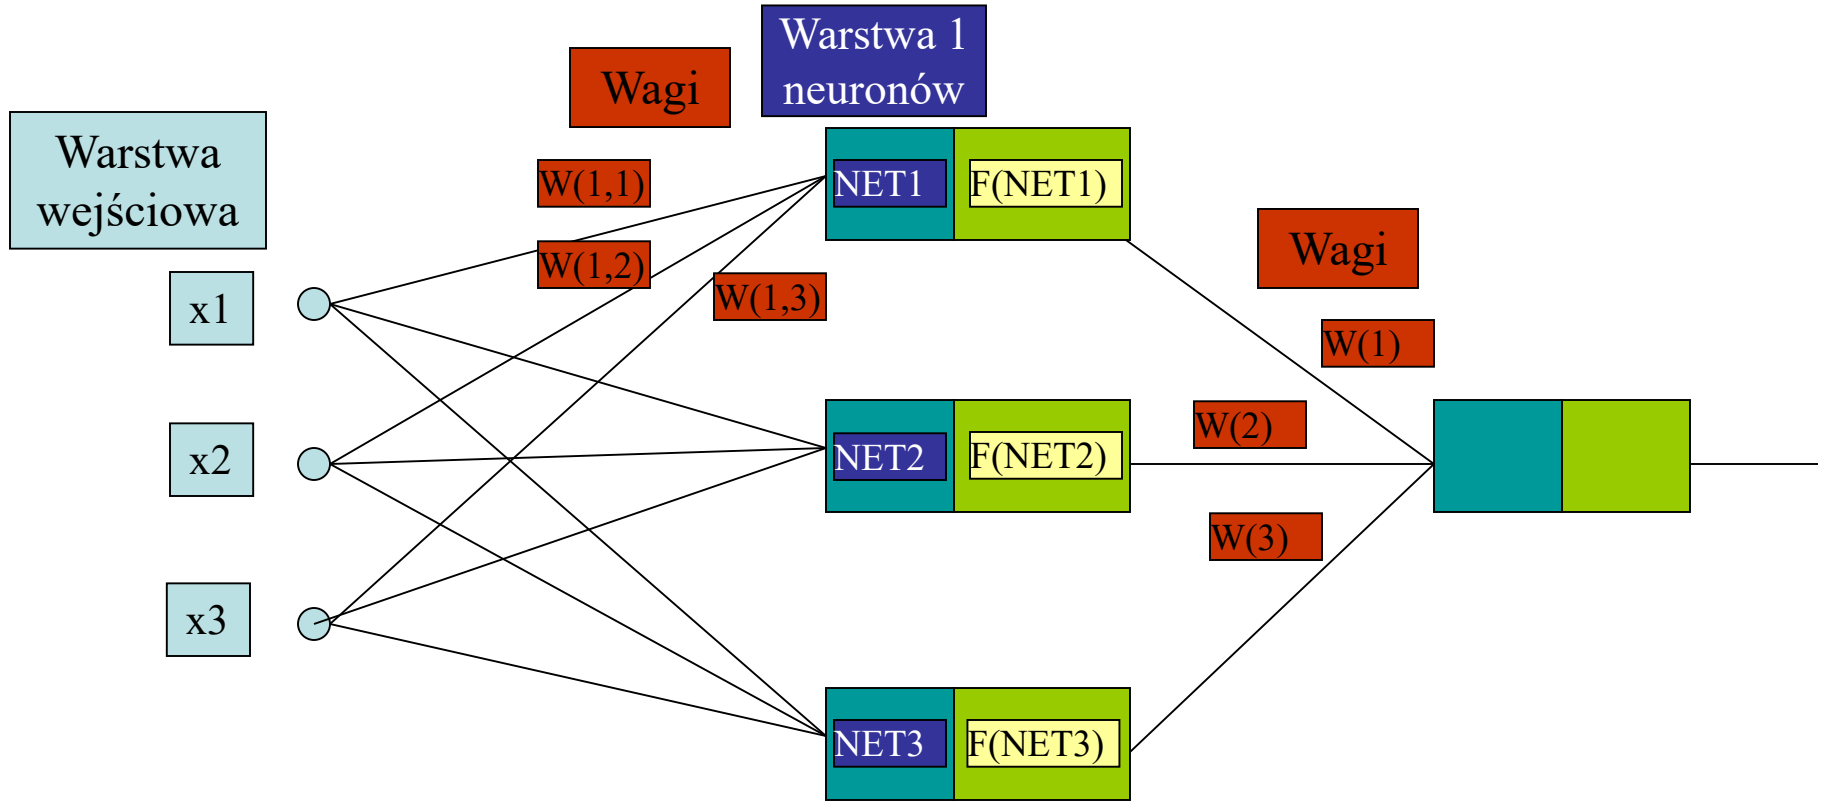 Warstwa 1
neuronów
Wagi
Warstwa
wejściowa
NET1
F(NET1)
W(1,1)
Wagi
W(1,2)
W(1,3)
x1
W(1)
W(2)
x2
NET2
F(NET2)
W(3)
x3
NET3
F(NET3)